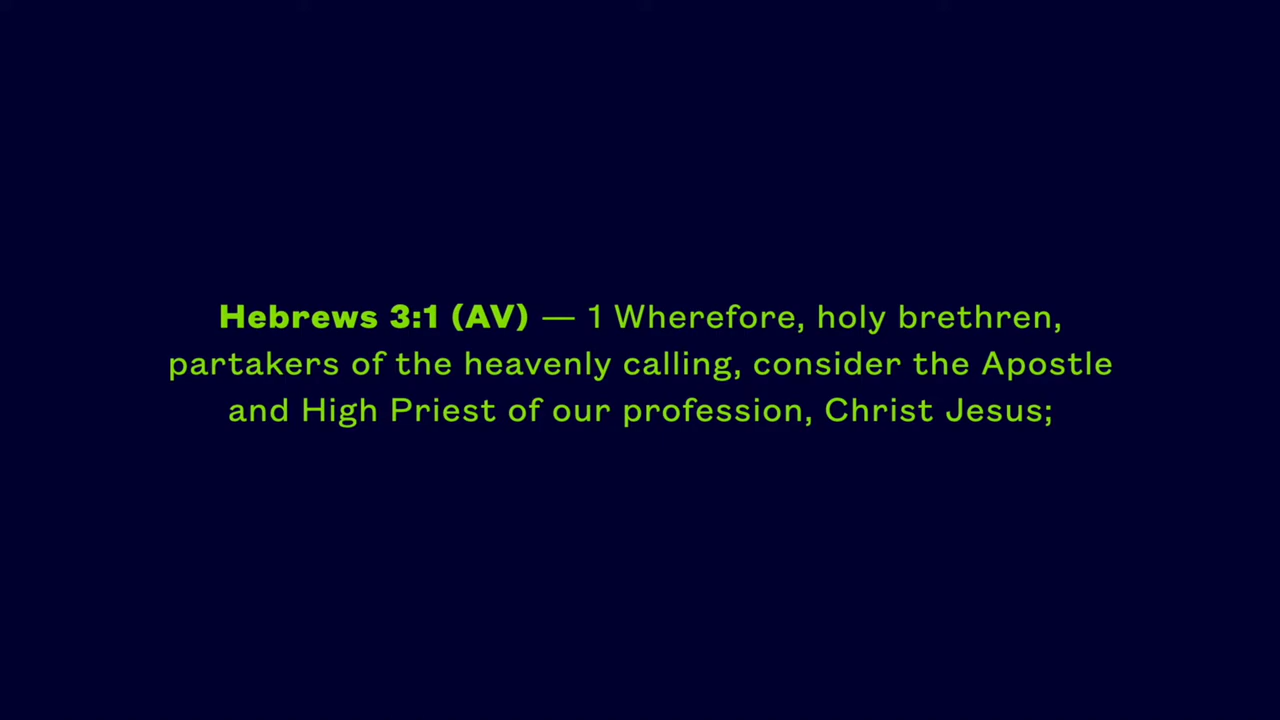 Hebrews 3:1 (AV) — 1 Wherefore, holy brethren,
partakers of the heavenly calling, consider the Apostle
and High Priest of our profession, Christ Jesus;